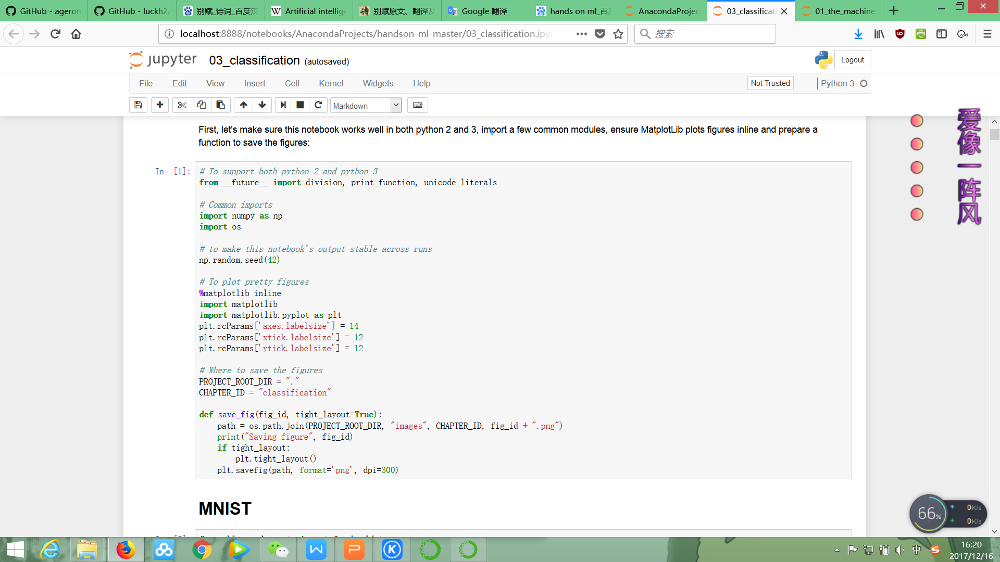 GitHub - ageron
GitHub - luckh2/
别赋_诗词_百度汉
Artificial intellige
别赋原文、翻译及
Google 翻译
hands on ml_百度
AnacondaProjec
03_classificati
01_the_machine_
localhost:8888/notebooks/AnacondaProjects/handson-ml-master/03_classification.ipyn
搜索
jupyter
03_classification (autosaved)
Logout
File Edit View Insert Cell Kernel Widgets Help
Not Trusted
Python 3
Markdown
First, let's make sure this notebook works well in both python 2 and 3, import a few common modules, ensure MatplotLib plots figures inline and prepare a
function to save the figures:
In [1]:
# To support both python 2 and python 3
from __future__ import division, print_function, unicode_literals
# Common imports
import numpy as np
import os
# to make this notebook's output stable across runs
np.random.seed(42)
# To plot pretty figures
%matplotlib inline
import matplotlib
import matplotlib.pyplot as plt
plt.rcParams['axes.labelsize'] = 14
plt.rcParams['xtick.labelsize'] = 12
plt.rcParams['ytick.labelsize'] = 12
# Where to save the figures
PROJECT_ROOT_DIR = "."
CHAPTER_ID = "classification"
def save_fig(fig_id, tight_layout=True):
    path = os.path.join(PROJECT_ROOT_DIR, "images", CHAPTER_ID, fig_id + ".png")
    print("Saving figure", fig_id)
    if tight_layout:
        plt.tight_layout()
    plt.savefig(path, format='png', dpi=300)
MNIST
爱像一阵风
66%
0K/s
0K/s
中
16:20
2017/12/16